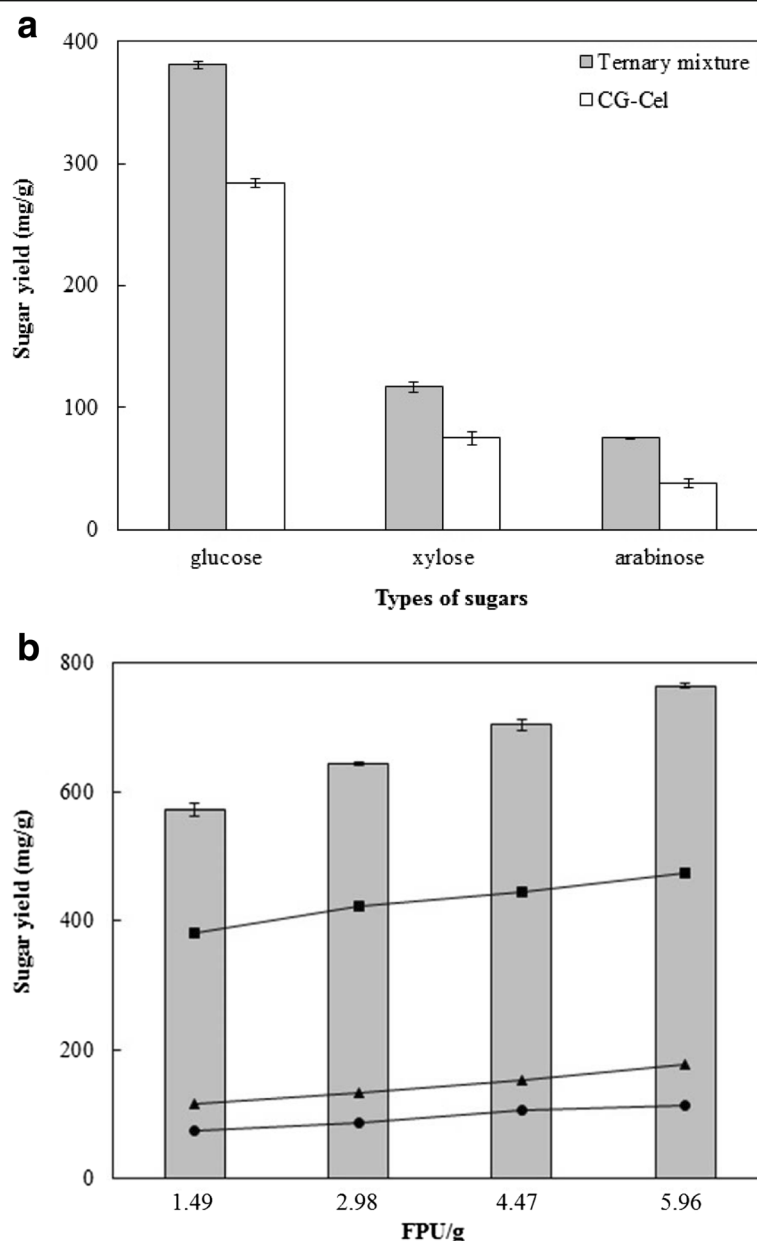 a
400
300
200
100
0
Sugar yield (mg/g)
Ternary mixture
CG-Cel
glucose xylose arabinose
Types of sugars
b
800
600
400
200
0
Sugar yield (mg/g)
1.49 2.98 4.47 5.96
FPU/g